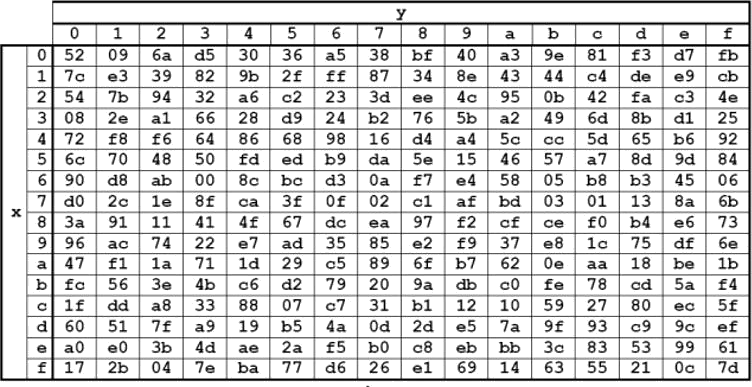 y
0 1 2 3 4 5 6 7 8 9 a b c d e f
0 52 09 6a d5 30 36 a5 38 bf 40 a3 9e 81 f3 d7 fb
1 7c e3 39 82 9b 2f ff 87 34 8e 43 44 c4 de e9 cb
2 54 7b 94 32 a6 c2 23 3d ee 4c 95 0b 42 fa c3 4e
3 08 2e a1 66 28 d9 24 b2 76 5b a2 49 6d 8b d1 25
4 72 f8 f6 64 86 68 98 16 d4 a4 5c cc 5d 65 b6 92
5 6c 70 48 50 fd ed b9 da 5e 15 46 57 a7 8d 9d 84
6 90 d8 ab 00 8c bc d3 0a f7 e4 58 05 b8 b3 45 06
7 d0 2c 1e 8f ca 3f 0f 02 c1 af bd 03 01 13 8a 6b
x
8 3a 91 11 41 4f 67 dc ea 97 f2 cf ce f0 b4 e6 73
9 96 ac 74 22 e7 ad 35 85 e2 f9 37 e8 1c 75 df 6e
a 47 f1 1a 71 1d 29 c5 89 6f b7 62 0e aa 18 be 1b
b fc 56 3e 4b c6 d2 79 20 9a db c0 fe 78 cd 5a f4
c 1f dd a8 33 88 07 c7 31 b1 12 10 59 27 80 ec 5f
d 60 51 7f a9 19 b5 4a 0d 2d e5 7a 9f 93 c9 9c ef
e a0 e0 3b 4d ae 2a f5 b0 c8 eb bb 3c 83 53 99 61
f 17 2b 04 7e ba 77 d6 26 e1 69 14 63 55 21 0c 7d